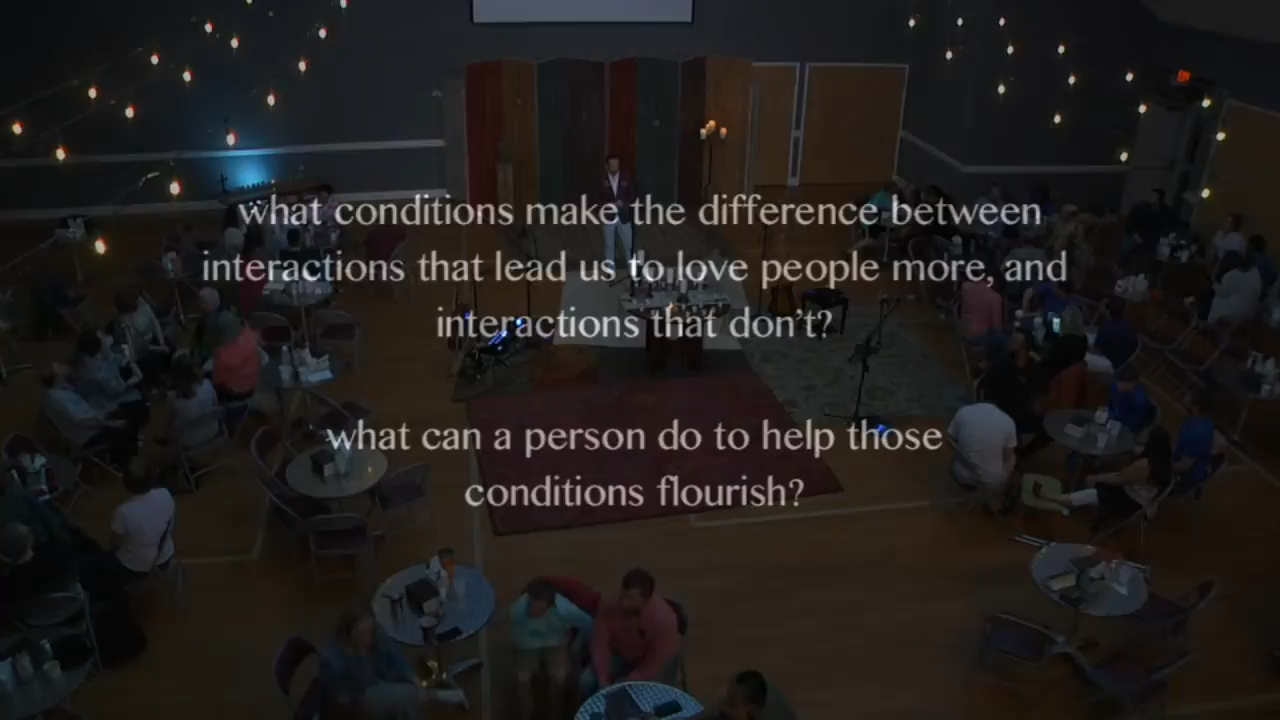 what conditions make the difference between
interactions that lead us to love people more, and
interactions that don't?
what can a person do to help those
conditions flourish?